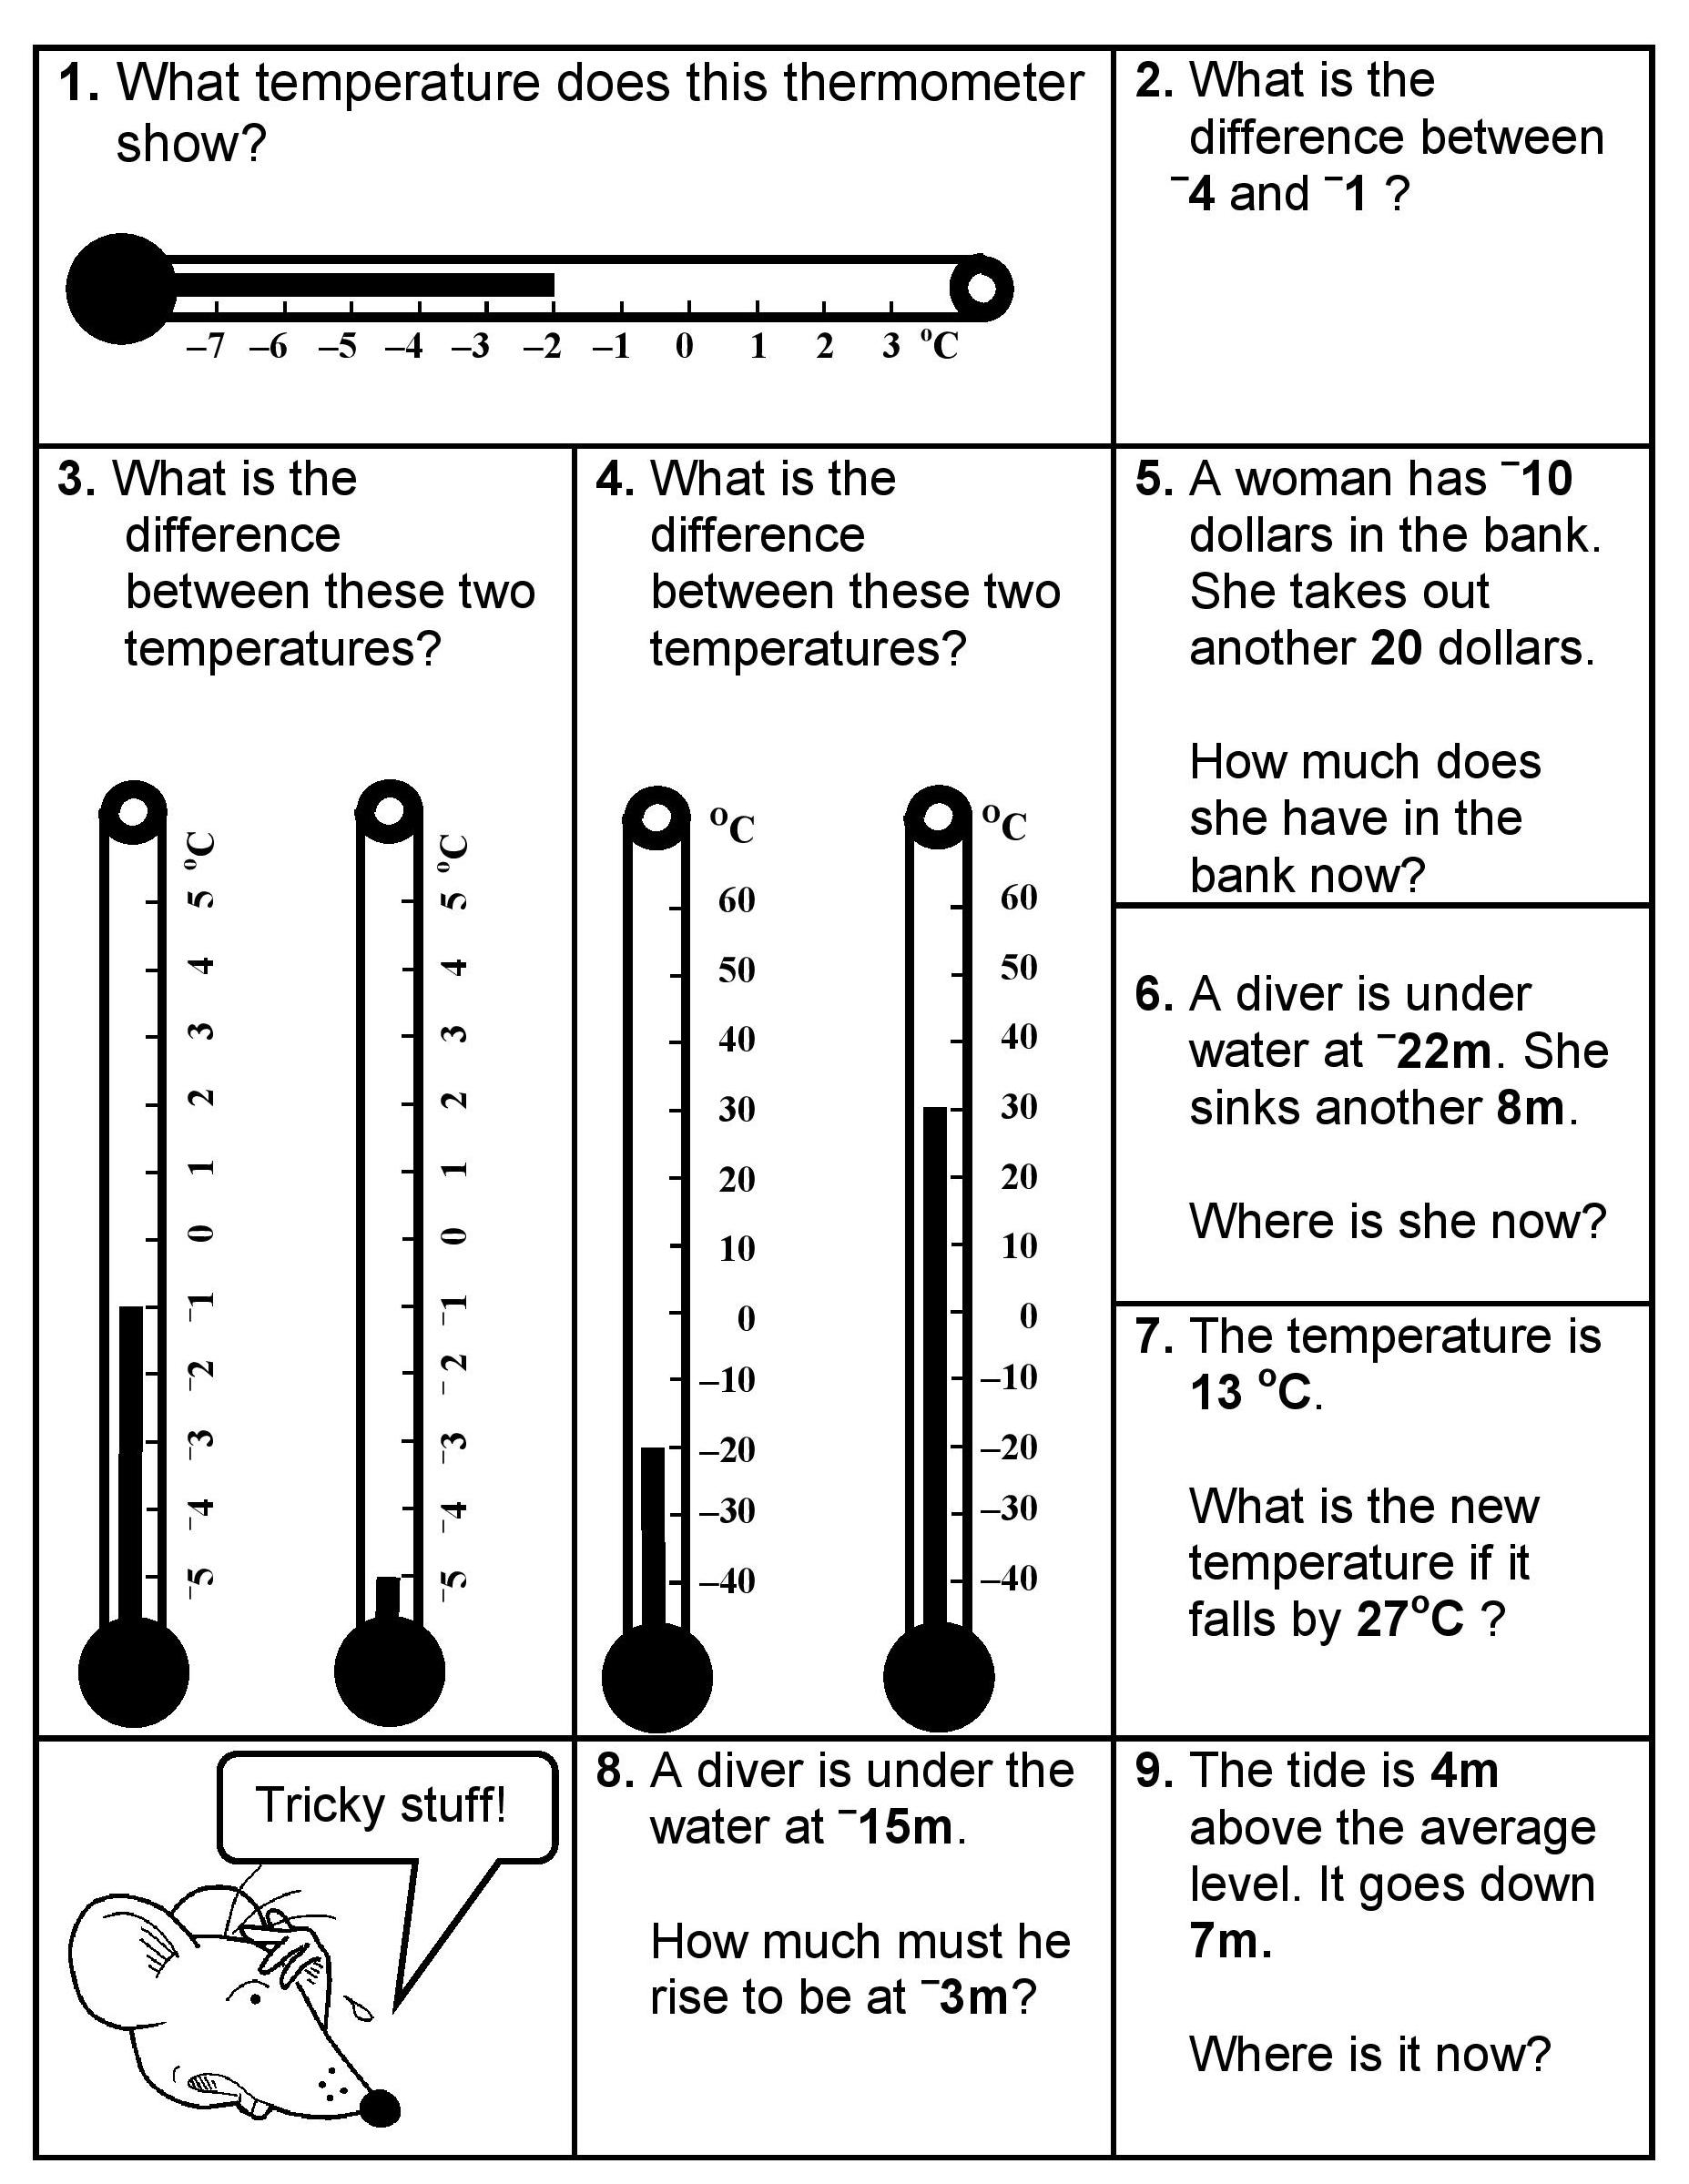 1. What temperature does this thermometer
show?
–7 –6 –5 –4 –3 –2 –1 0 1 2 3 ºC
2. What is the
difference between
⁻4 and ⁻1 ?
3. What is the
difference
between these two
temperatures?
ºC
5
4
3
2
1
0
⁻1
⁻2
⁻3
⁻4
⁻5
ºC
5
4
3
2
1
0
⁻1
⁻2
⁻3
⁻4
⁻5
4. What is the
difference
between these two
temperatures?
ºC
60
50
40
30
20
10
0
–10
–20
–30
–40
ºC
60
50
40
30
20
10
0
–10
–20
–30
–40
5. A woman has ⁻10
dollars in the bank.
She takes out
another 20 dollars.
How much does
she have in the
bank now?
6. A diver is under
water at ⁻22m. She
sinks another 8m.
Where is she now?
7. The temperature is
13 ºC.
What is the new
temperature if it
falls by 27ºC ?
Tricky stuff!
8. A diver is under the
water at ⁻15m.
How much must he
rise to be at ⁻3m?
9. The tide is 4m
above the average
level. It goes down
7m.
Where is it now?